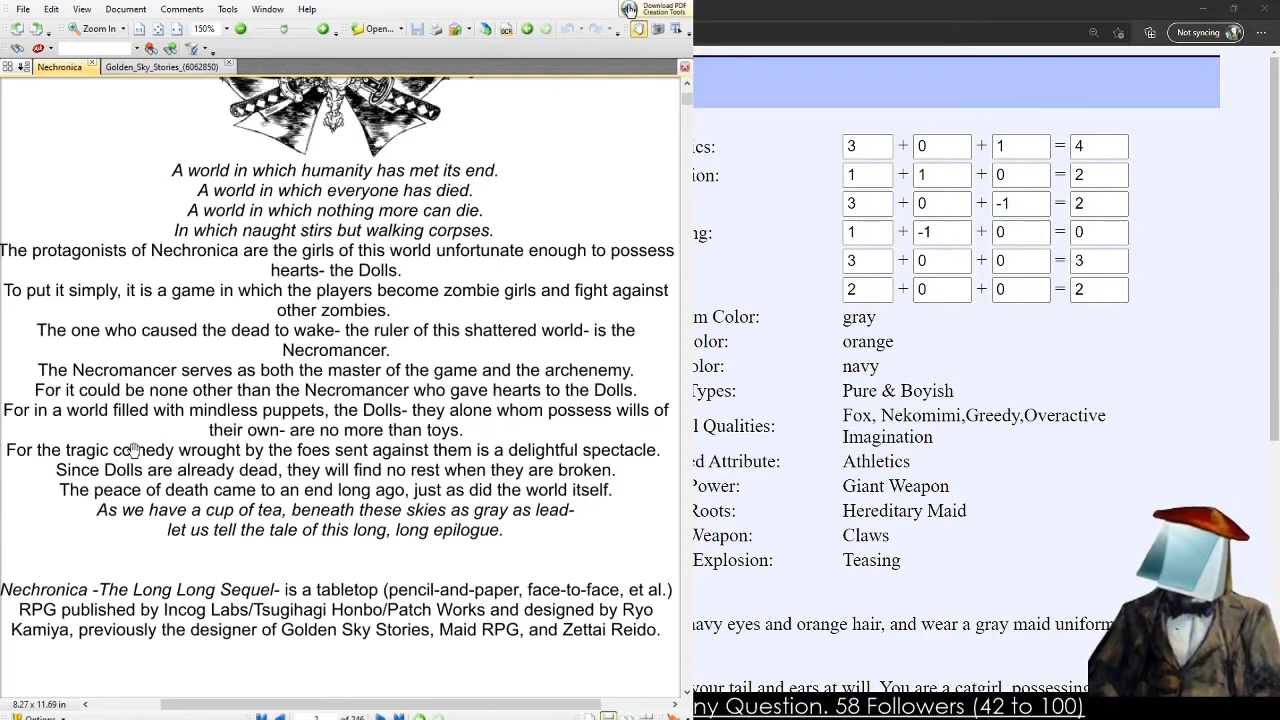 File Edit View Document Comments Tools Window Help
Download PDF
Creation Tools
Zoom In 150% Open... OCR
Not syncing
Nechronica Golden_Sky_Stories_(6062850)
A world in which humanity has met its end.
A world in which everyone has died.
A world in which nothing more can die.
In which naught stirs but walking corpses.
The protagonists of Nechronica are the girls of this world unfortunate enough to possess
hearts- the Dolls.
To put it simply, it is a game in which the players become zombie girls and fight against
other zombies.
The one who caused the dead to wake- the ruler of this shattered world- is the
Necromancer.
The Necromancer serves as both the master of the game and the archenemy.
For it could be none other than the Necromancer who gave hearts to the Dolls.
For in a world filled with mindless puppets, the Dolls- they alone whom possess wills of
their own- are no more than toys.
For the tragic comedy wrought by the foes sent against them is a delightful spectacle.
Since Dolls are already dead, they will find no rest when they are broken.
The peace of death came to an end long ago, just as did the world itself.
As we have a cup of tea, beneath these skies as gray as lead-
let us tell the tale of this long, long epilogue.
Nechronica -The Long Long Sequel- is a tabletop (pencil-and-paper, face-to-face, et al.)
RPG published by Incog Labs/Tsugihagi Honbo/Patch Works and designed by Ryo
Kamiya, previously the designer of Golden Sky Stories, Maid RPG, and Zettai Reido.
8.27 x 11.69 in
Options 2 of 246
ics: 3 + 0 + 1 = 4
ion: 1 + 1 + 0 = 2
3 + 0 + -1 = 2
ng: 1 + -1 + 0 = 0
3 + 0 + 0 = 3
2 + 0 + 0 = 2
m Color: gray
olor: orange
olor: navy
Types: Pure & Boyish
l Qualities: Fox, Nekomimi,Greedy,Overactive
Imagination
ed Attribute: Athletics
Power: Giant Weapon
Roots: Hereditary Maid
Weapon: Claws
Explosion: Teasing
navy eyes and orange hair, and wear a gray maid uniform
your tail and ears at will. You are a catgirl, possessing
ny Question. 58 Followers (42 to 100)